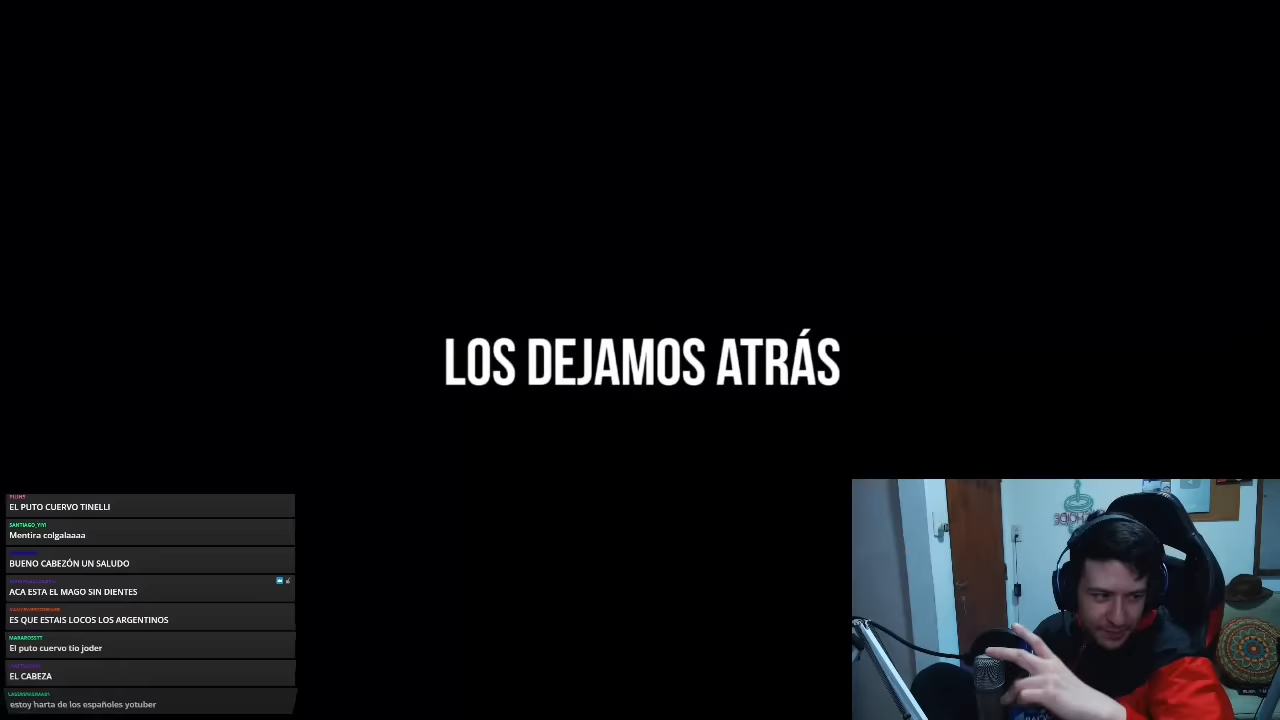 LOS DEJAMOS ATRÁS
EL PUTO CUERVO TINELLI
SANTIAGO_YIYI
Mentira colgalaaaa
BUENO CABEZÓN UN SALUDO
ACA ESTA EL MAGO SIN DIENTES
ES QUE ESTAIS LOCOS LOS ARGENTINOS
El puto cuervo tio joder
EL CABEZA
estoy harta de los españoles yotuber